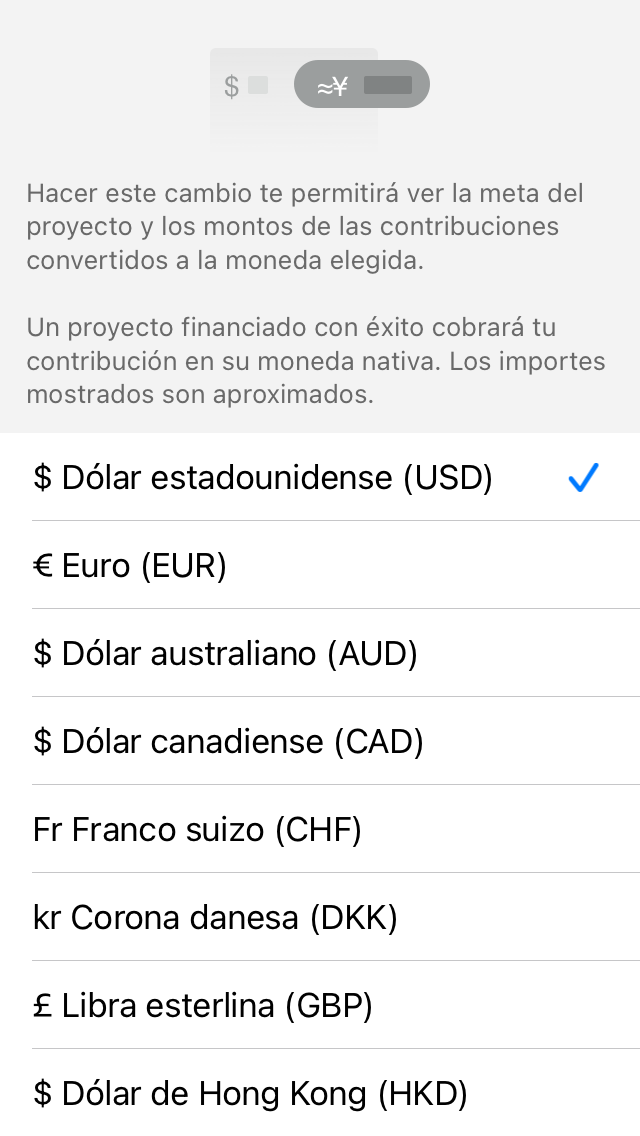 $ ≈¥
Hacer este cambio te permitirá ver la meta del
proyecto y los montos de las contribuciones
convertidos a la moneda elegida.
Un proyecto financiado con éxito cobrará tu
contribución en su moneda nativa. Los importes
mostrados son aproximados.
$ Dólar estadounidense (USD)
€ Euro (EUR)
$ Dólar australiano (AUD)
$ Dólar canadiense (CAD)
Fr Franco suizo (CHF)
kr Corona danesa (DKK)
£ Libra esterlina (GBP)
$ Dólar de Hong Kong (HKD)